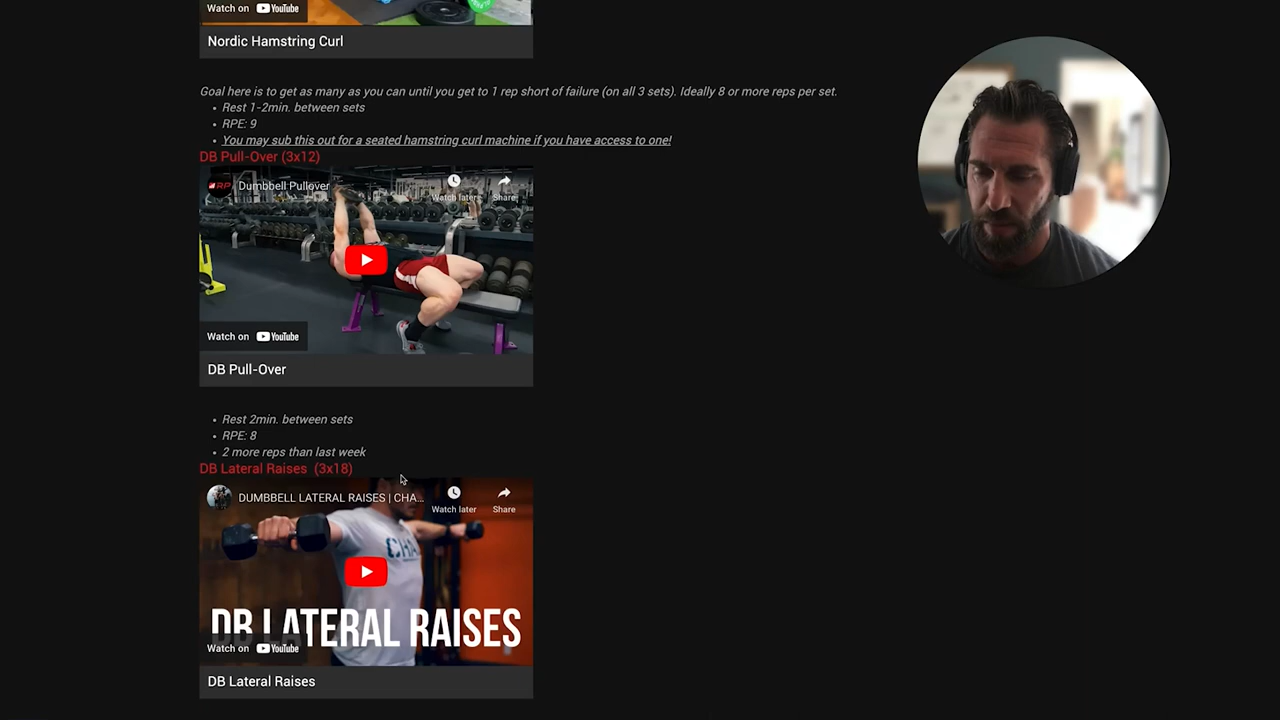 Watch on YouTube
Nordic Hamstring Curl
Goal here is to get as many as you can until you get to 1 rep short of failure (on all 3 sets). Ideally 8 or more reps per set.
• Rest 1-2min. between sets
• RPE: 9
• You may sub this out for a seated hamstring curl machine if you have access to one!
DB Pull-Over (3x12)
RP Dumbbell Pullover
Watch later Share
Watch on YouTube
DB Pull-Over
• Rest 2min. between sets
• RPE: 8
• 2 more reps than last week
DB Lateral Raises (3x18)
DUMBBELL LATERAL RAISES | CHA...
Watch later Share
DB LATERAL RAISES
Watch on YouTube
DB Lateral Raises